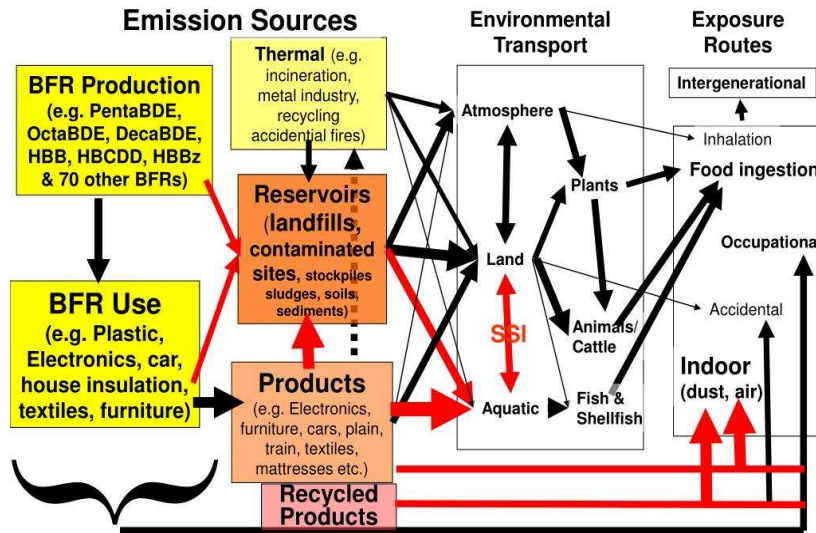 Emission Sources
Environmental
Transport
Exposure
Routes
BFR Production
(e.g. PentaBDE,
OctaBDE, DecaBDE,
HBB, HBCDD, HBBz
& 70 other BFRs)
BFR Use
(e.g. Plastic,
Electronics, car,
house insulation,
textiles, furniture)
Thermal (e.g.
incineration,
metal industry,
recycling
accidential fires)
Reservoirs
(landfills,
contaminated
sites, stockpiles
sludges, soils,
sediments)
Products
(e.g. Electronics,
furniture, cars, plain,
train, textiles,
mattresses etc.)
Recycled
Products
Atmosphere
Plants
Land
SSI
Animals/
Cattle
Aquatic
Fish &
Shellfish
Intergenerational
Inhalation
Food ingestion
Occupational
Accidental
Indoor
(dust, air)